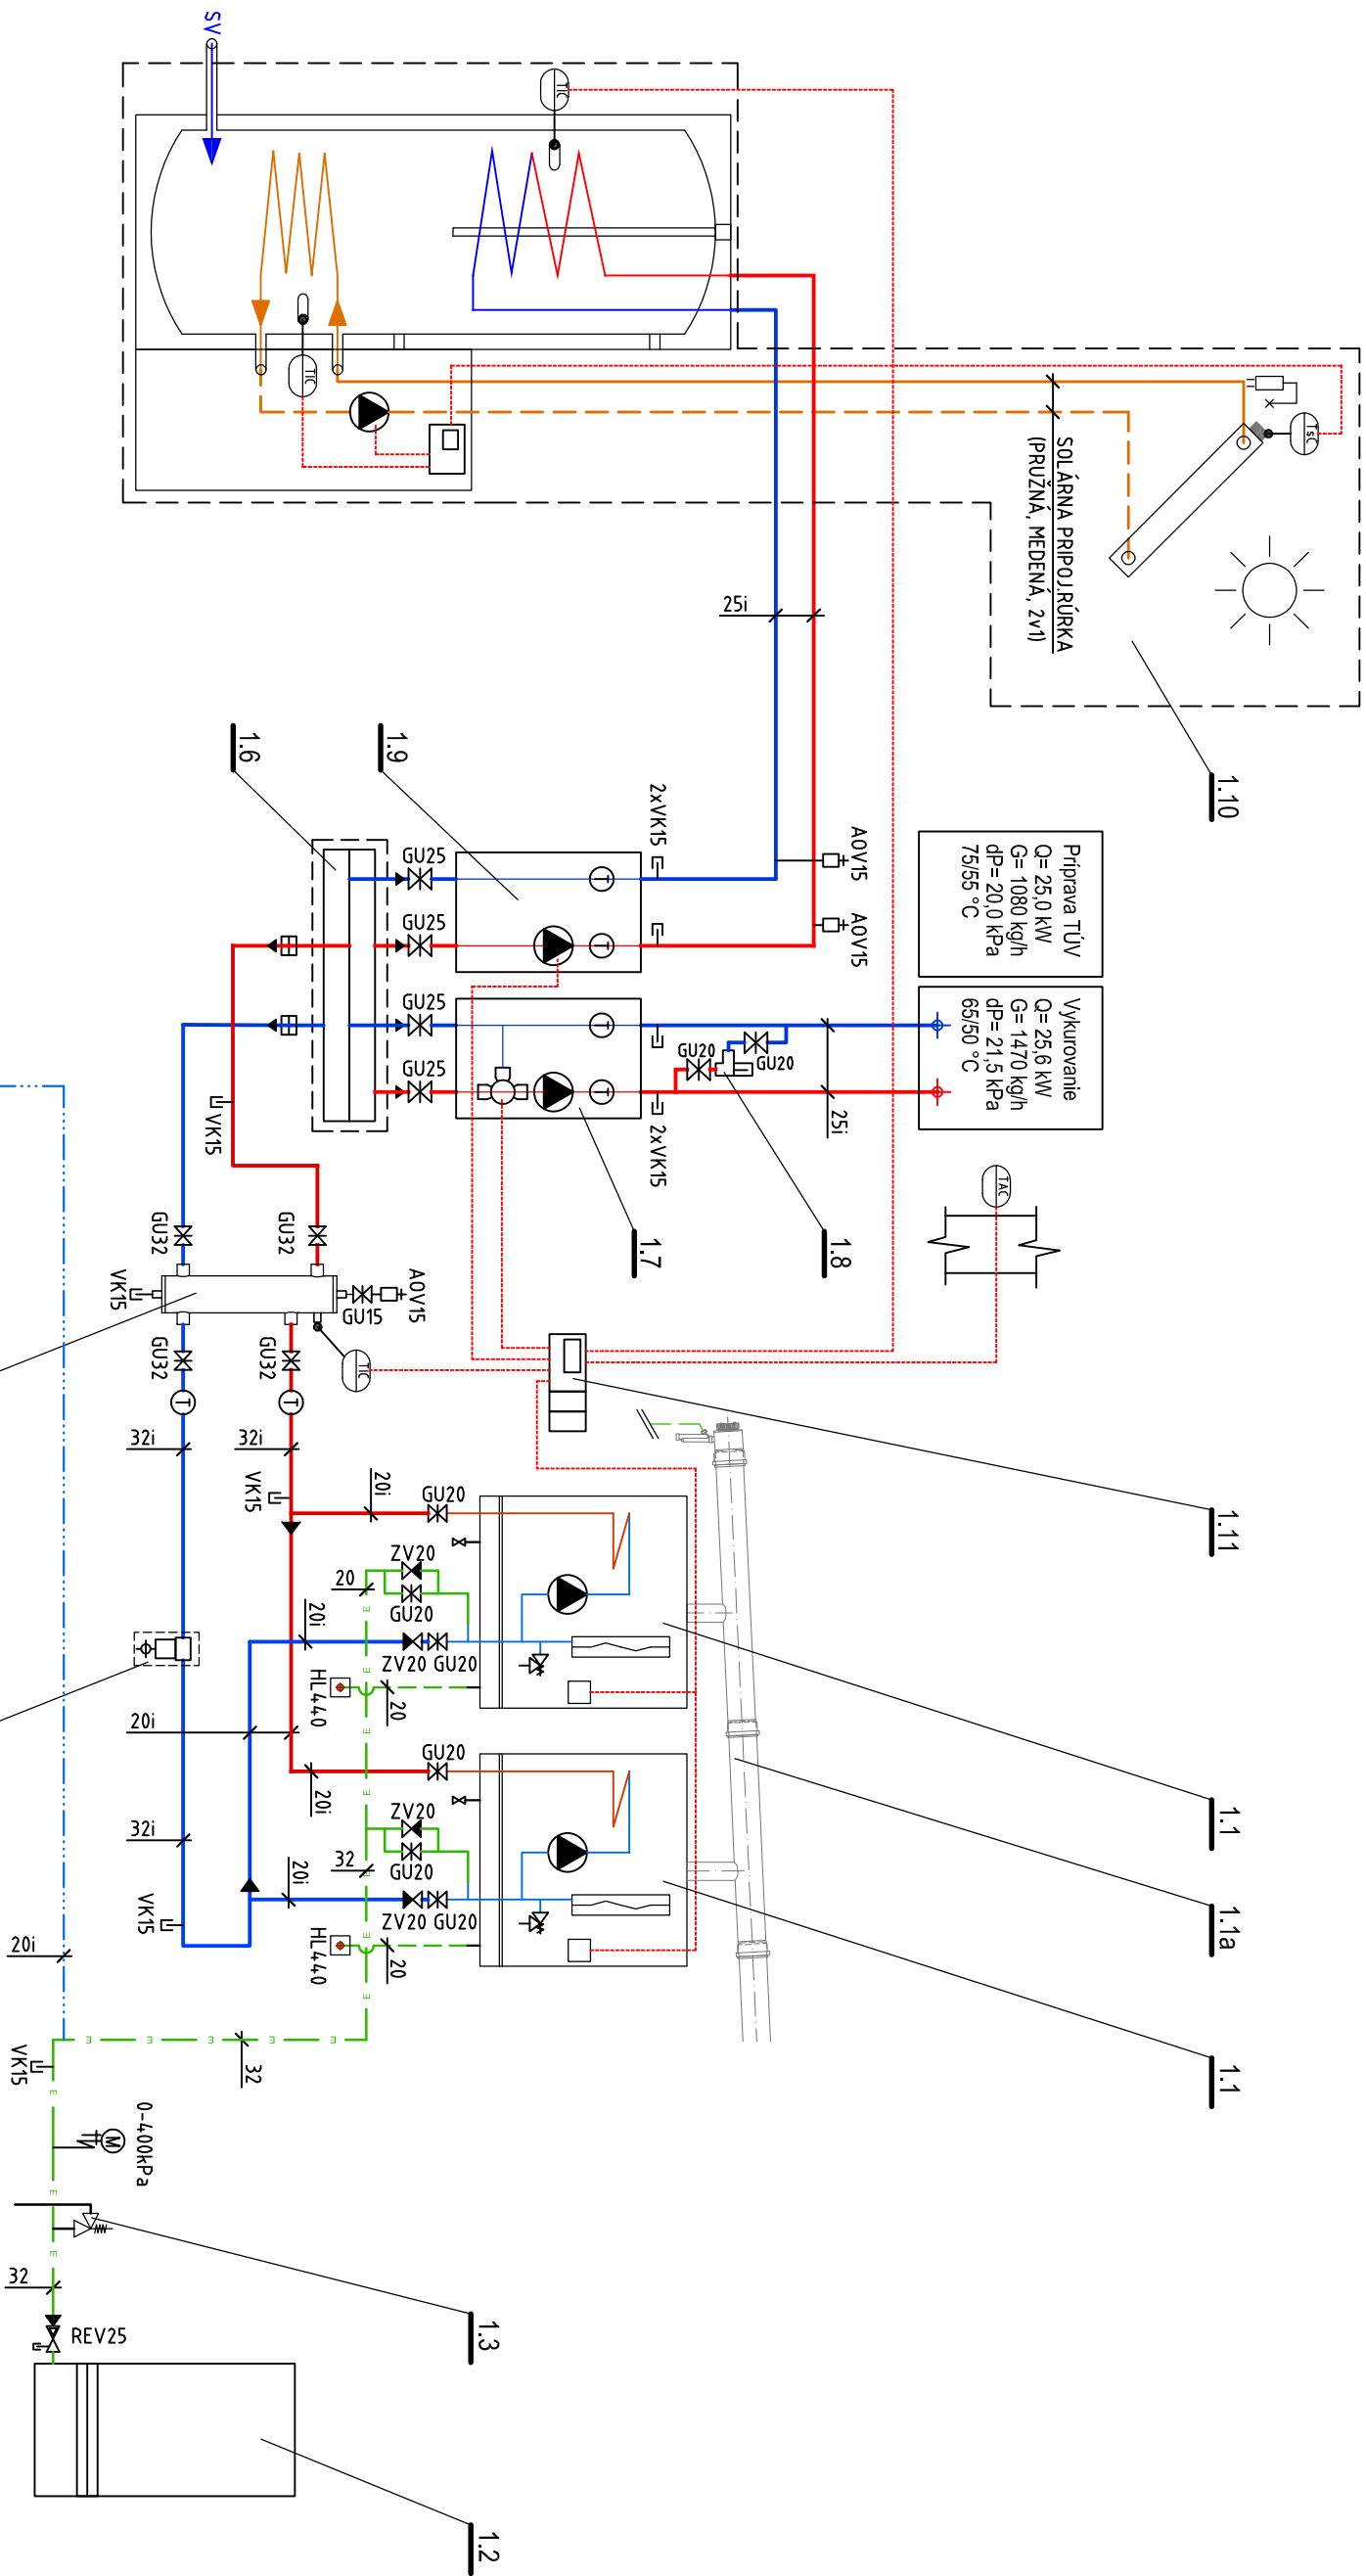 SV
TIC
TIC
TsC
SOLÁRNA PRIPOJ.RÚRKA
(PRUŽNÁ, MEDENÁ, 2v1)
25i
1.10
1.9
1.6
Príprava TÚV
Q= 25,0 kW
G= 1080 kg/h
dP= 20,0 kPa
75/55 °C
Vykurovanie
Q= 25,6 kW
G= 1470 kg/h
dP= 21,5 kPa
65/50 °C
AOV15
AOV15
2xVK15
GU25
T
GU25
T
GU25
T
GU25
T
GU20
GU20
25i
2xVK15
1.8
1.7
TAC
VK15
GU32
GU32
VK15
AOV15
GU15
GU32
GU32
TIC
T
T
32i
32i
VK15
1.11
20i
GU20
ZV20
GU20
20
20i
ZV20 GU20
HL440
20
1.1
20i
20i
GU20
ZV20
GU20
32
20i
ZV20 GU20
HL440
20
1.1a
32i
VK15
20i
1.1
32
VK15
M
0-400kPa
32
1.3
REV25
1.2